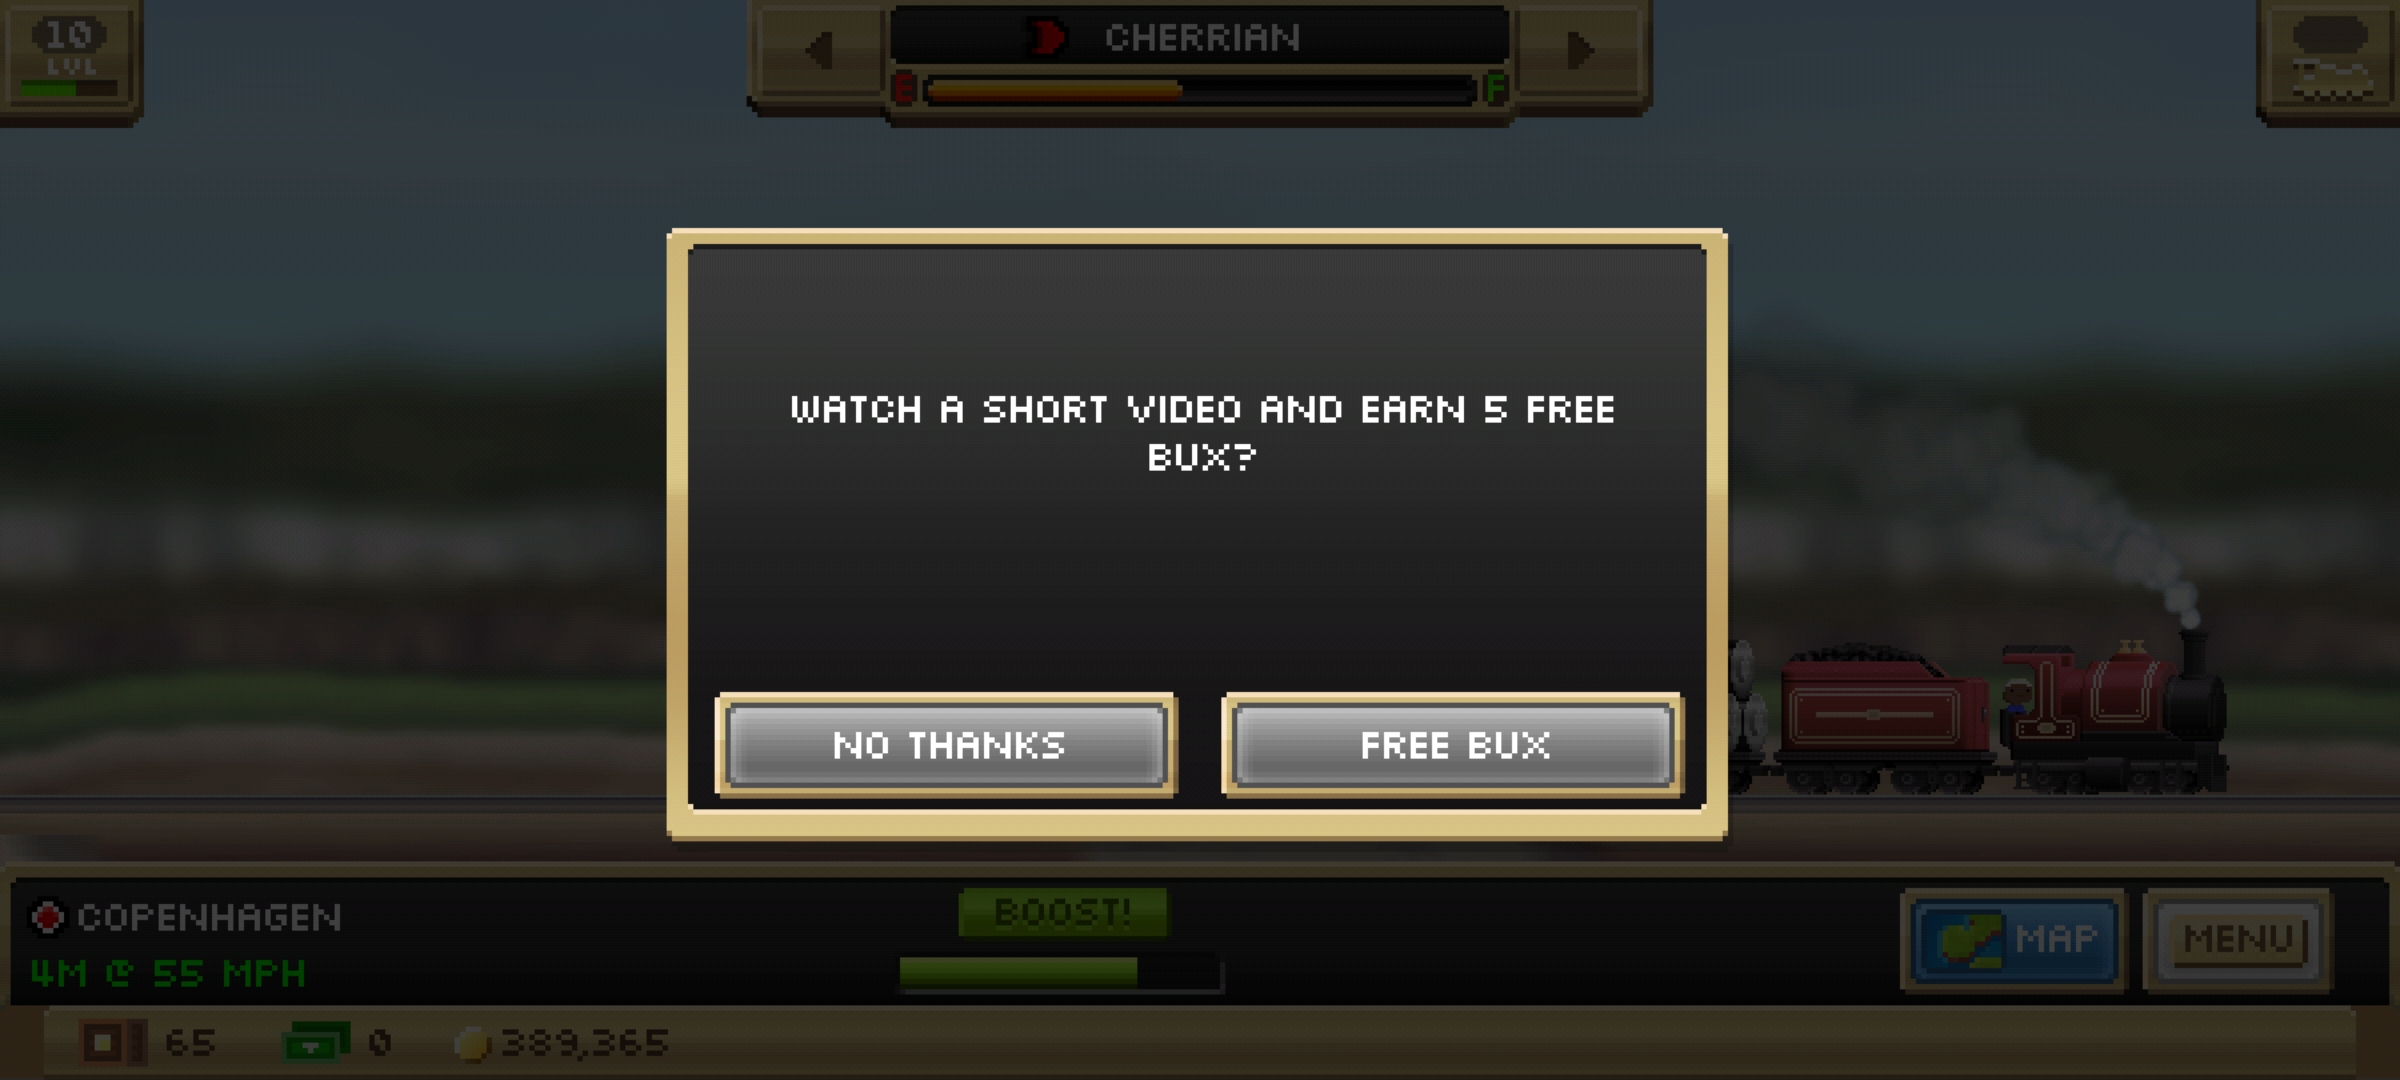 10
LVL
CHERRIAN
E
F
WATCH A SHORT VIDEO AND EARN 5 FREE
BUX?
NO THANKS
FREE BUX
COPENHAGEN
4M @ 55 MPH
BOOST!
MAP
MENU
65
0
389,365